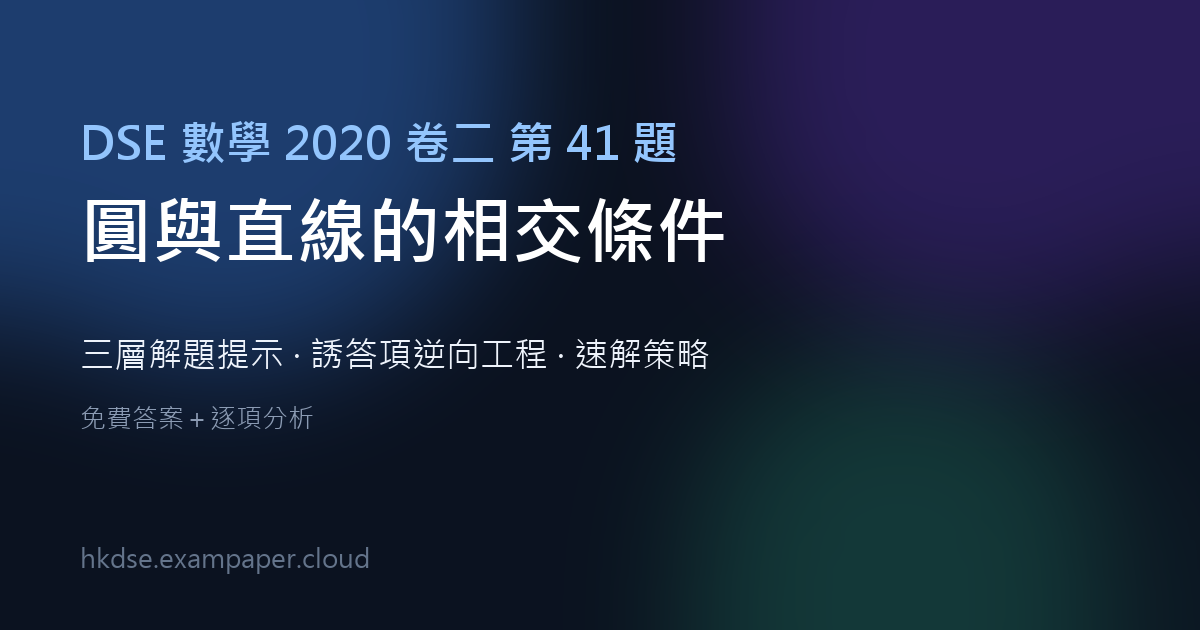 DSE 數學 2020 卷二 第 41 題
圓與直線的相交條件
三層解題提示 · 誘答項逆向工程 · 速解策略
免費答案 + 逐項分析
hkdse.exampaper.cloud